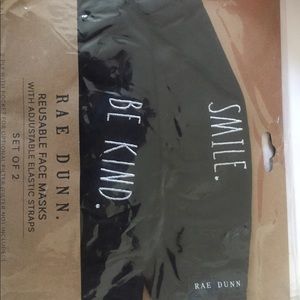 RAE DUNN.
REUSABLE FACE MASKS
WITH ADJUSTABLE ELASTIC STRAPS
SET OF 2
BE KIND.
SMILE.
RAE DUNN